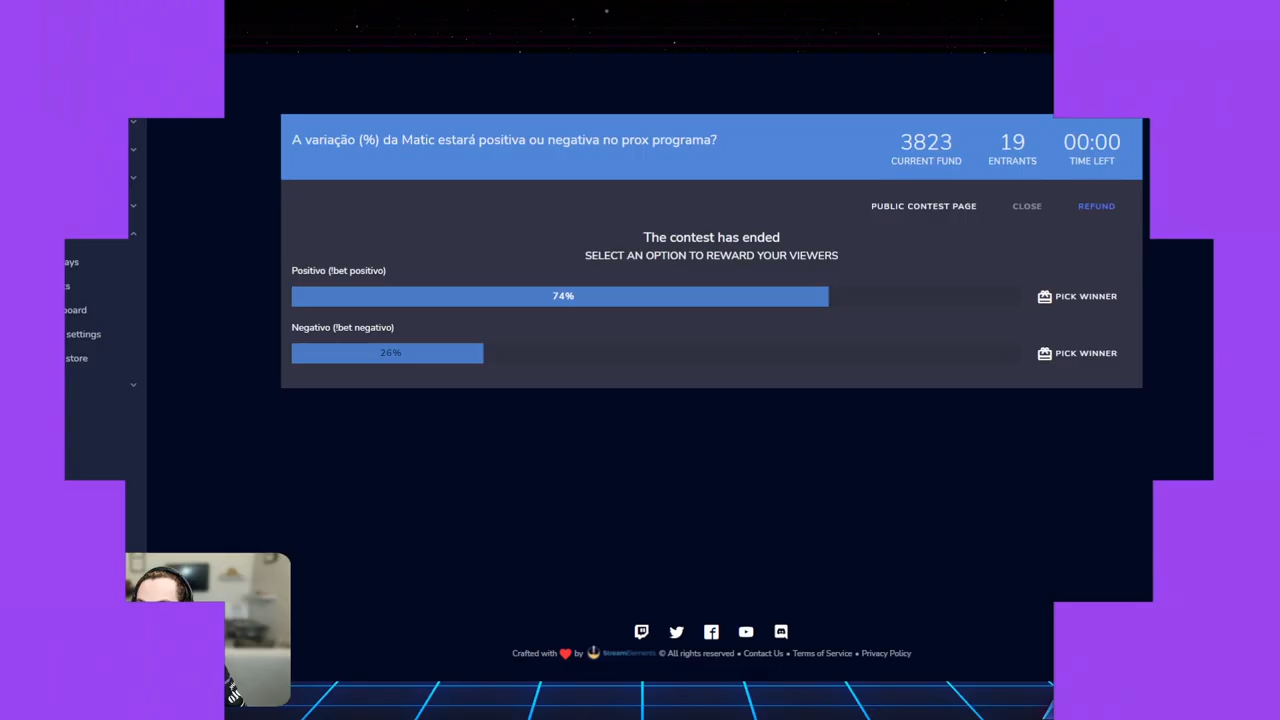 A variação (%) da Matic estará positiva ou negativa no prox programa?
3823
CURRENT FUND
19
ENTRANTS
00:00
TIME LEFT
PUBLIC CONTEST PAGE
CLOSE
REFUND
The contest has ended
SELECT AN OPTION TO REWARD YOUR VIEWERS
Positivo (!bet positivo)
74%
PICK WINNER
Negativo (!bet negativo)
26%
PICK WINNER
ays
s
board
settings
store
Crafted with ❤ by StreamElements © All rights reserved • Contact Us • Terms of Service • Privacy Policy